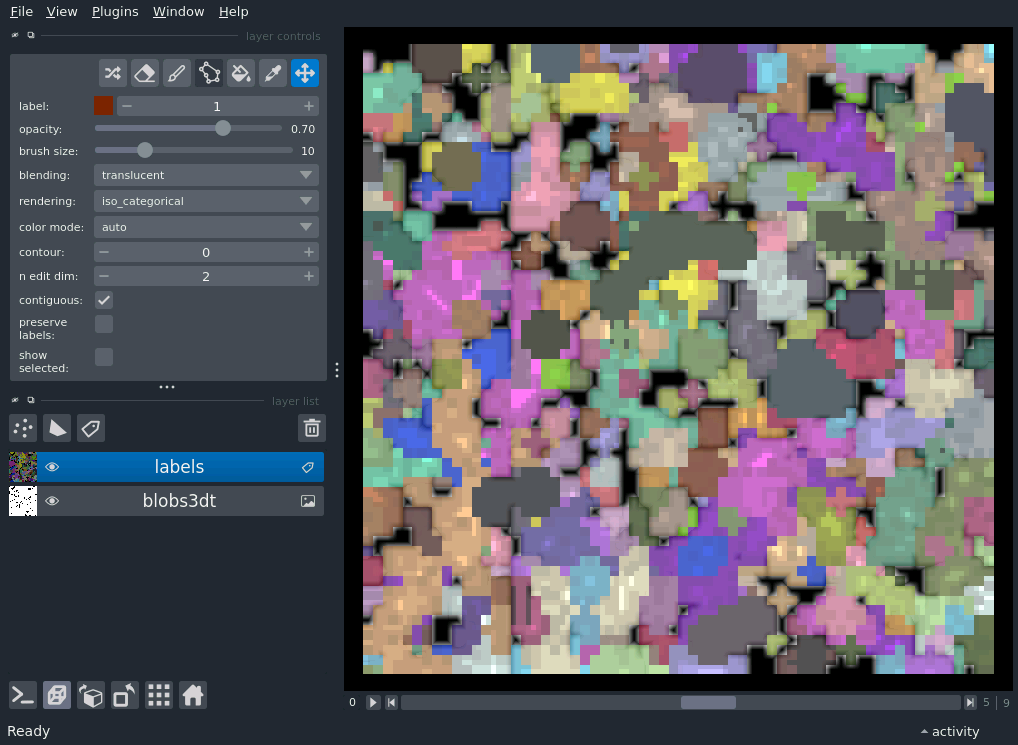 File View Plugins Window Help
layer controls
label: 1
opacity: 0.70
brush size: 10
blending: translucent
rendering: iso_categorical
color mode: auto
contour: 0
n edit dim: 2
contiguous:
preserve
labels:
show
selected:
layer list
labels
blobs3dt
0 5 9
Ready activity